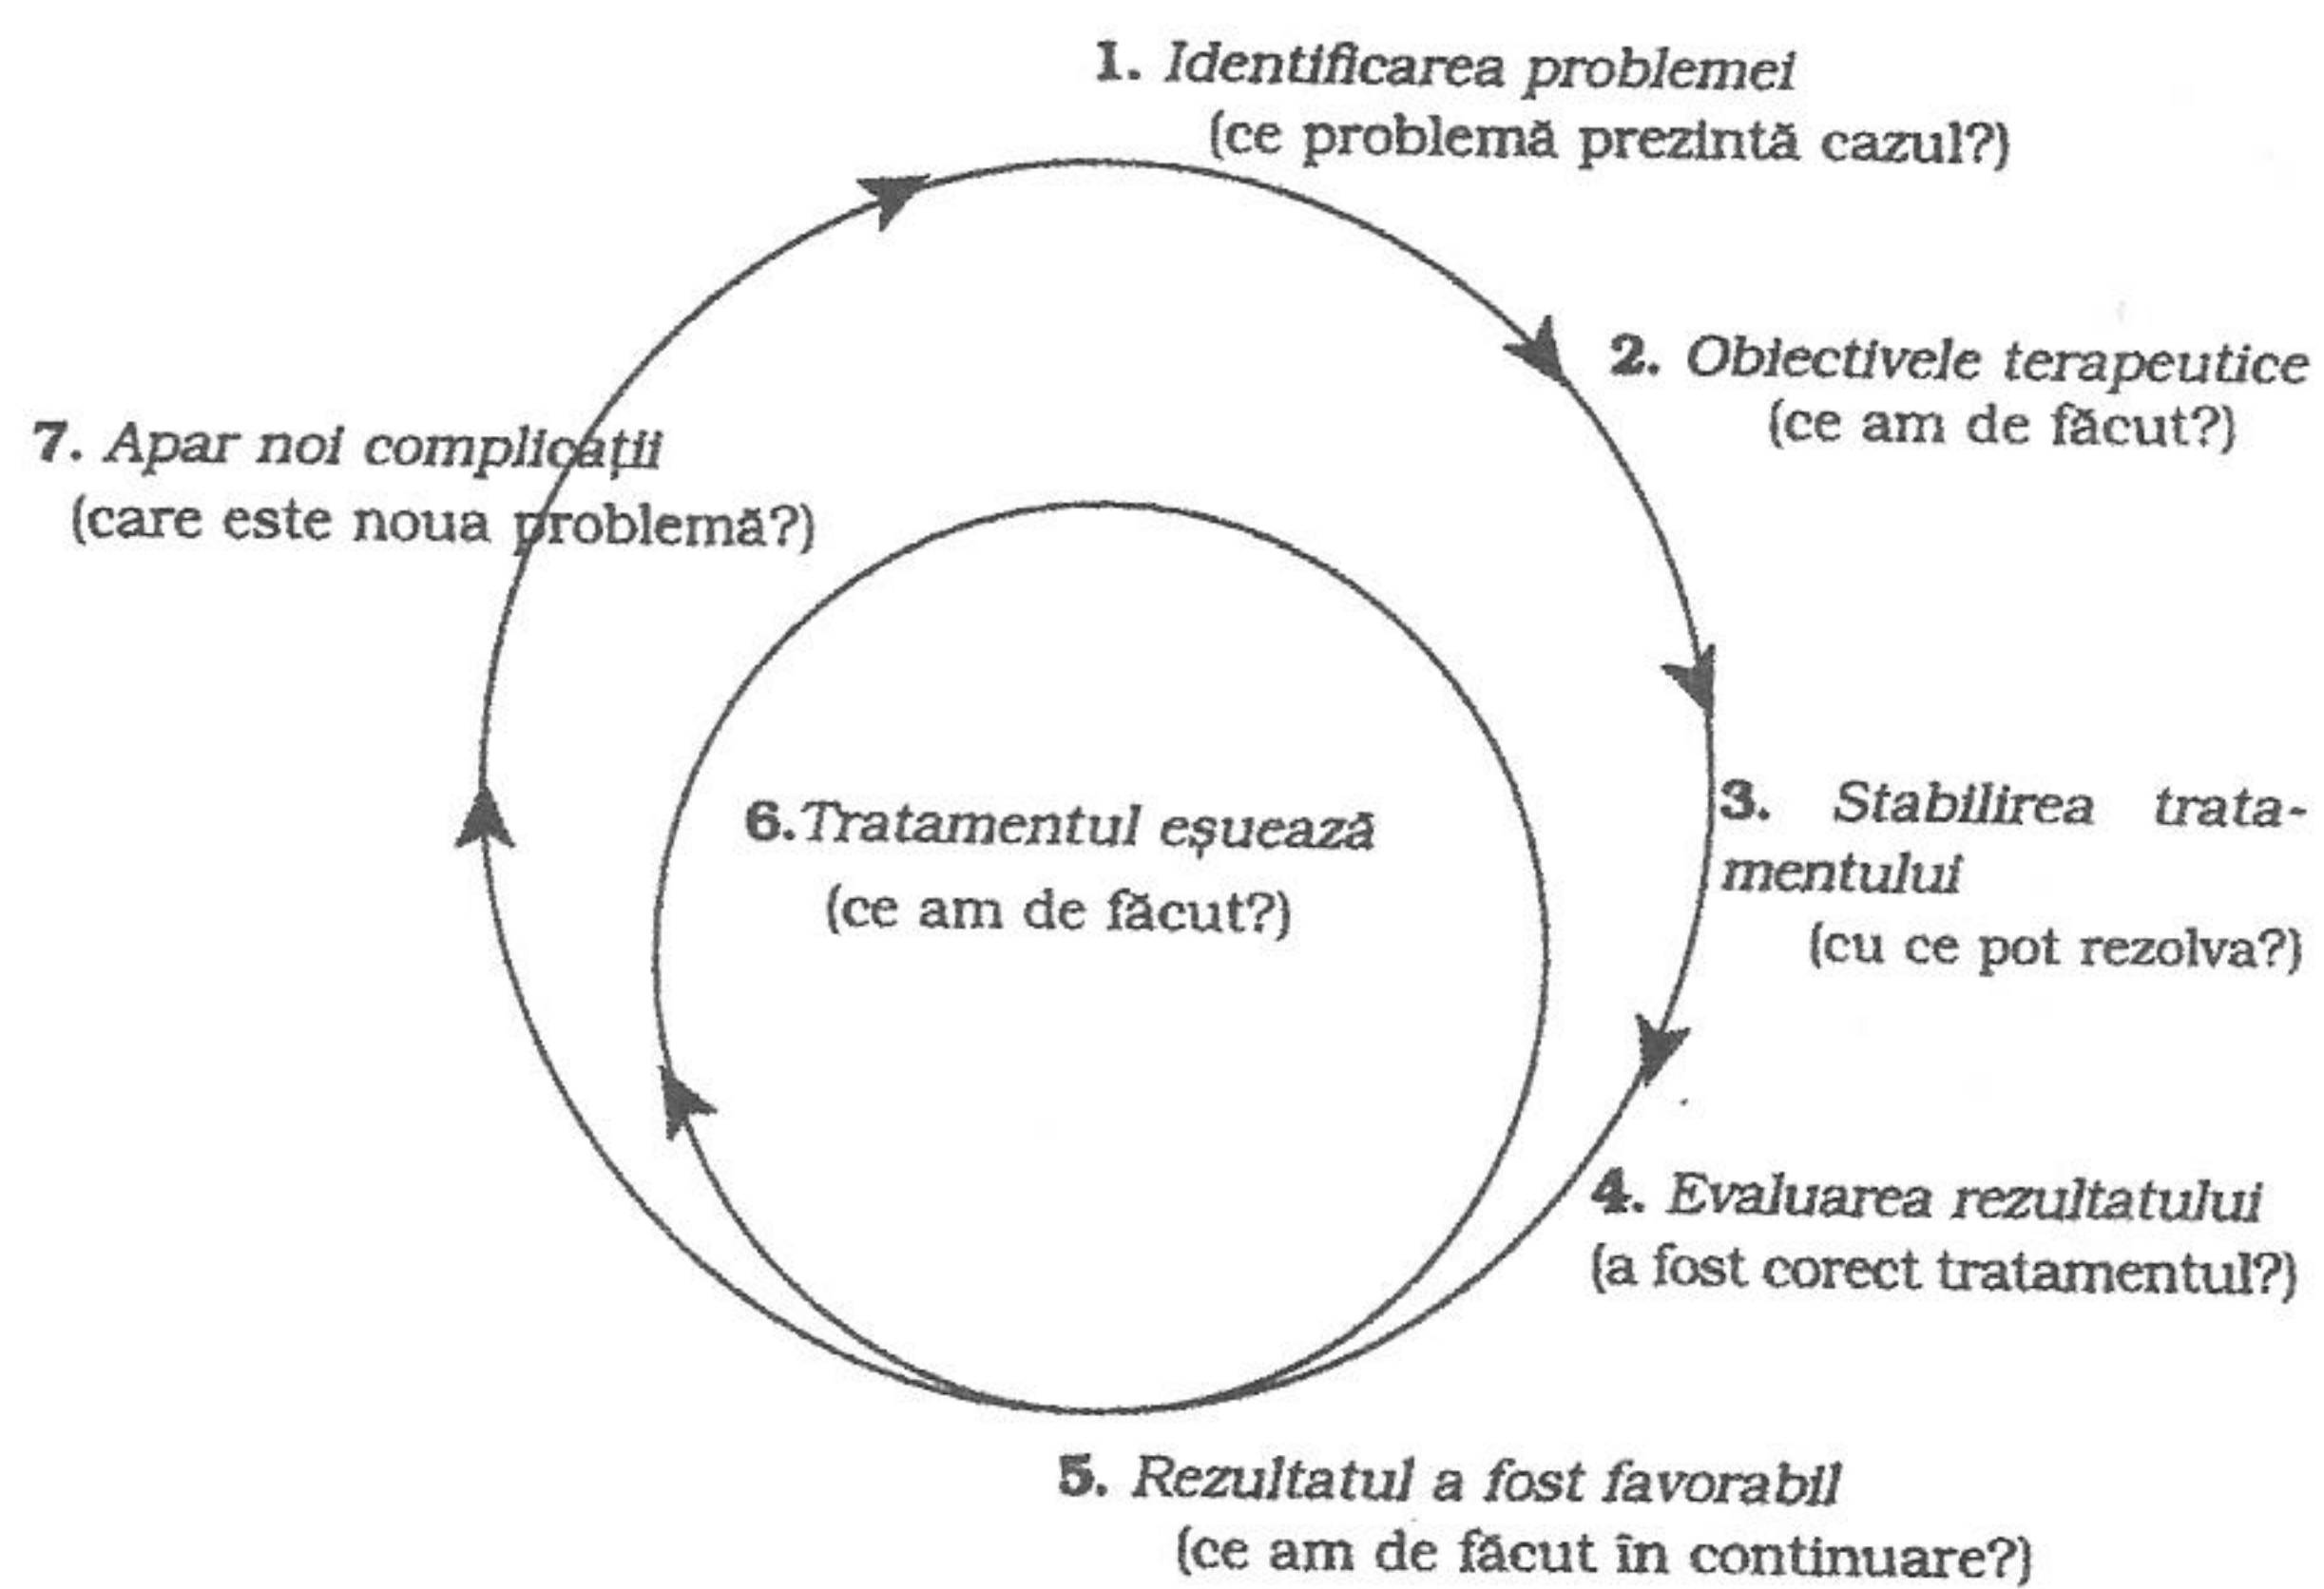 1. Identificarea problemei
(ce problemă prezintă cazul?)
2. Obiectivele terapeutice
(ce am de făcut?)
3. Stabilirea trata-
mentului
(cu ce pot rezolva?)
4. Evaluarea rezultatului
(a fost corect tratamentul?)
5. Rezultatul a fost favorabil
(ce am de făcut în continuare?)
6.Tratamentul eșuează
(ce am de făcut?)
7. Apar noi complicații
(care este noua problemă?)